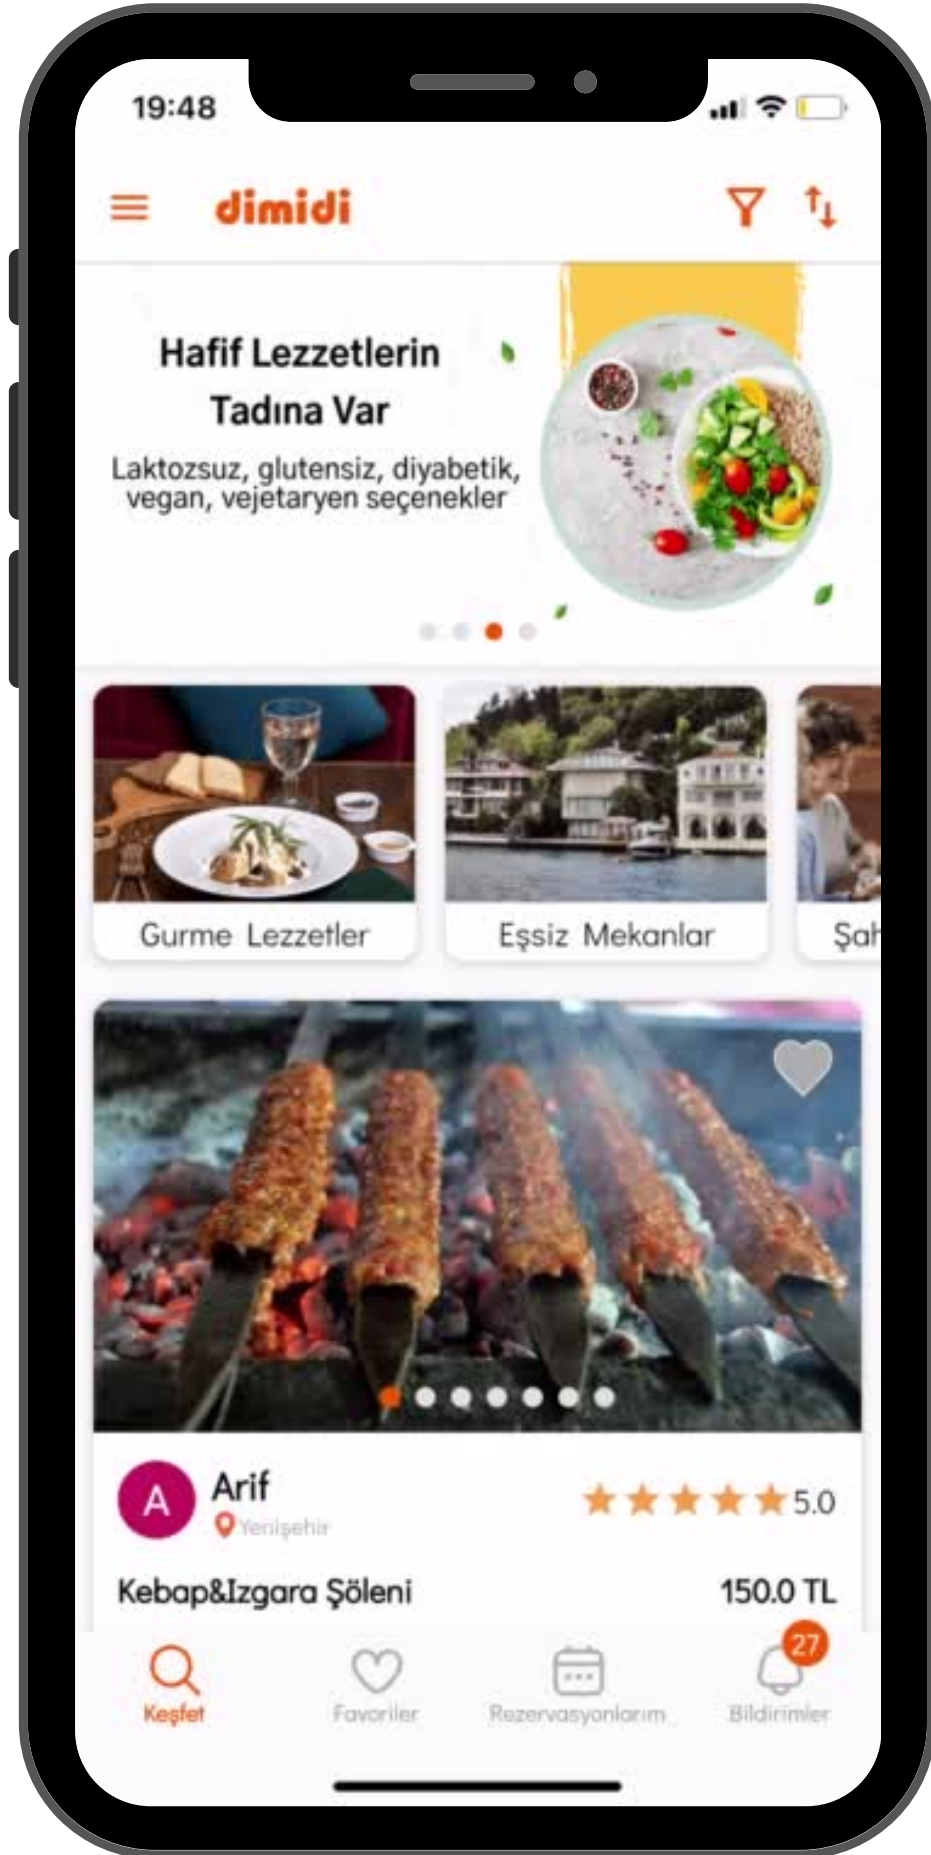 19:48
dimidi
Hafif Lezzetlerin
Tadına Var
Laktozsuz, glutensiz, diyabetik,
vegan, vejetaryen seçenekler
Gurme Lezzetler
Eşsiz Mekanlar
Şah
A
Arif
Yenişehir
5.0
Kebap&Izgara Şöleni
150.0 TL
27
Keşfet
Favoriler
Rezervasyonlarım
Bildirimler